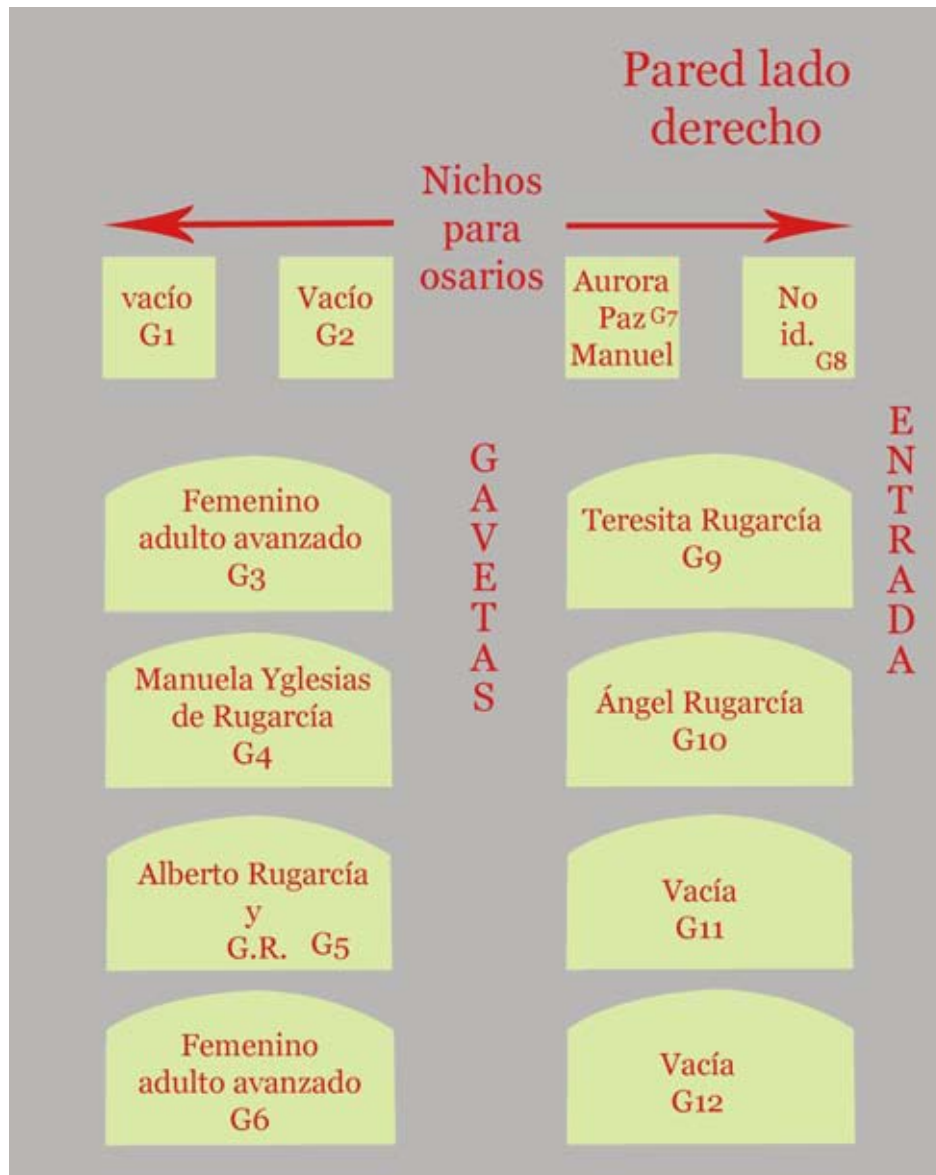 Pared lado
derecho
Nichos
para
osarios
vacío
G1
Vacío
G2
Aurora
Paz G7
Manuel
No
id.
G8
GAVETAS
ENTRADA
Femenino
adulto avanzado
G3
Teresita Rugarcía
G9
Manuela Yglesias
de Rugarcía
G4
Ángel Rugarcía
G10
Alberto Rugarcía
y
G.R. G5
Vacía
G11
Femenino
adulto avanzado
G6
Vacía
G12